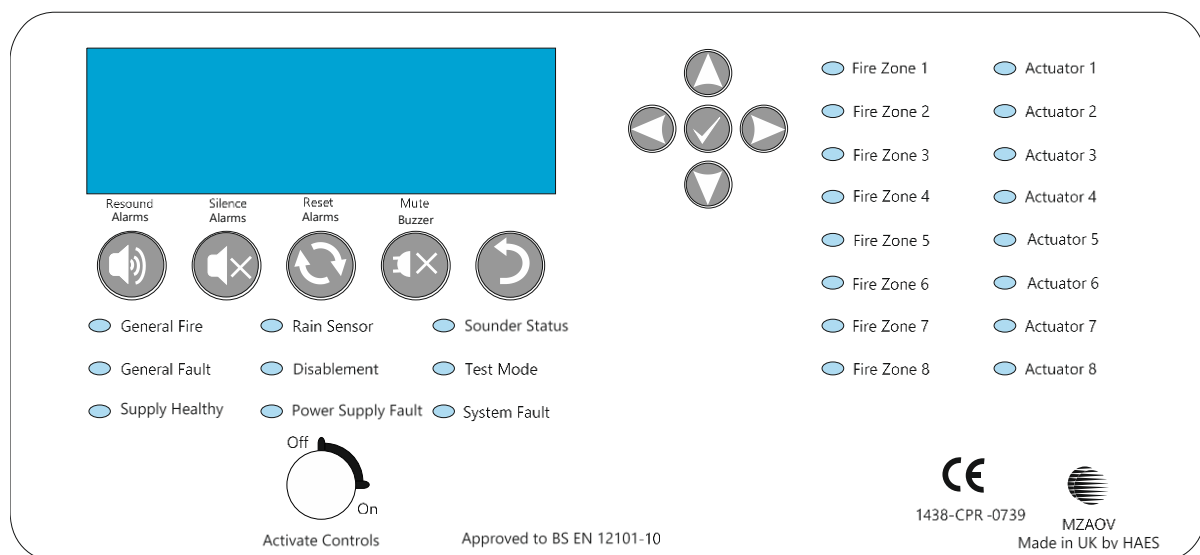 Resound Alarms
Silence Alarms
Reset Alarms
Mute Buzzer
General Fire
Rain Sensor
Sounder Status
General Fault
Disablement
Test Mode
Supply Healthy
Power Supply Fault
System Fault
Off
On
Activate Controls
Approved to BS EN 12101-10
Fire Zone 1
Actuator 1
Fire Zone 2
Actuator 2
Fire Zone 3
Actuator 3
Fire Zone 4
Actuator 4
Fire Zone 5
Actuator 5
Fire Zone 6
Actuator 6
Fire Zone 7
Actuator 7
Fire Zone 8
Actuator 8
CE
1438-CPR -0739
MZAOV
Made in UK by HAES